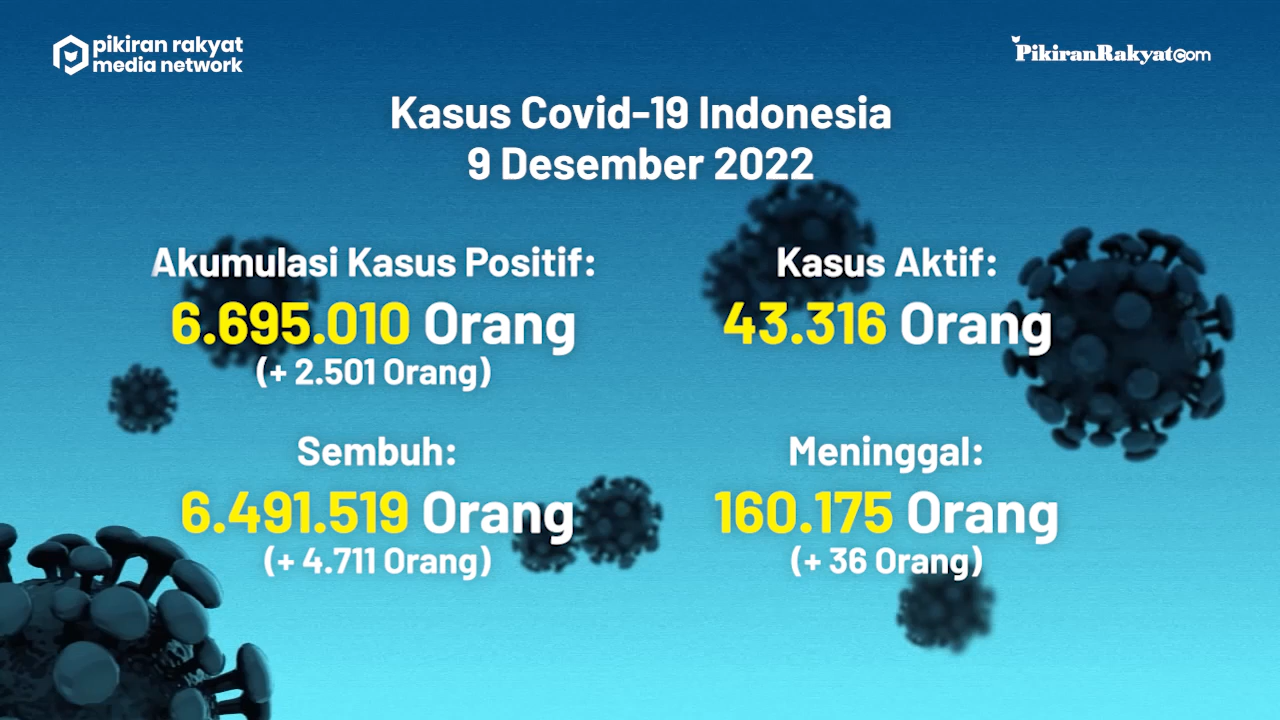 pikiran rakyat
media network
PikiranRakyatcom
Kasus Covid-19 Indonesia
9 Desember 2022
Akumulasi Kasus Positif:
6.695.010 Orang
(+ 2.501 Orang)
Kasus Aktif:
43.316 Orang
Sembuh:
6.491.519 Orang
(+ 4.711 Orang)
Meninggal:
160.175 Orang
(+ 36 Orang)